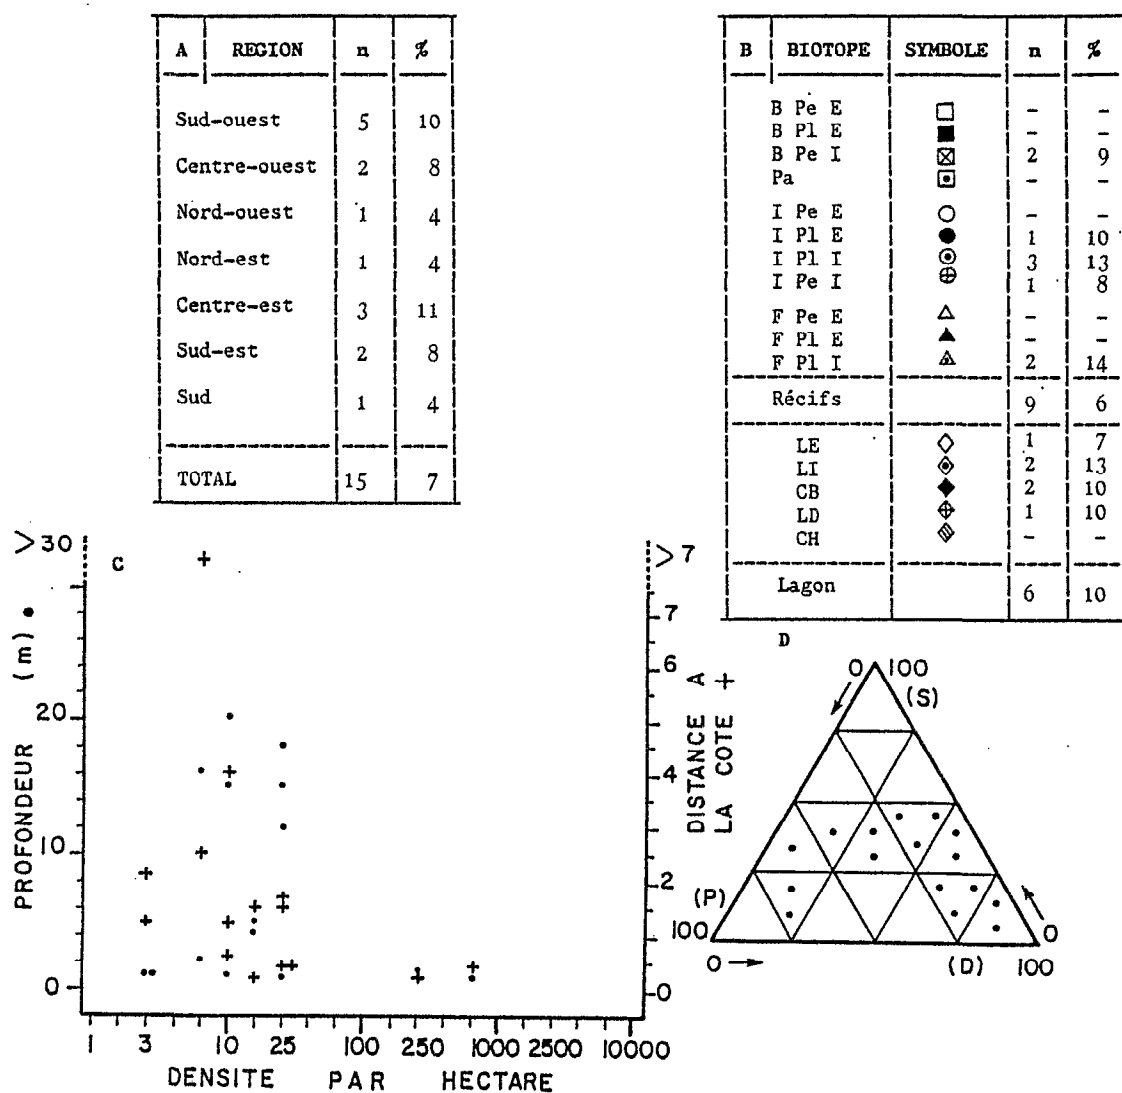 A REGION n %
Sud-ouest 5 10
Centre-ouest 2 8
Nord-ouest 1 4
Nord-est 1 4
Centre-est 3 11
Sud-est 2 8
Sud 1 4
TOTAL 15 7
B BIOTOPE SYMBOLE n %
B Pe E - -
B Pl E - -
B Pe I 2 9
Pa - -
I Pe E - -
I Pl E 1 10
I Pl I 3 13
I Pe I 1 8
F Pe E - -
F Pl E - -
F Pl I 2 14
Récifs 9 6
LE 1 7
LI 2 13
CB 2 10
LD 1 10
CH - -
Lagon 6 10
C
PROFONDEUR (m) •
>30
20
10
0
>7
7
6
4
2
0
DISTANCE A
LA COTE +
1 3 10 25 100 250 1000 2500 10000
DENSITE PAR HECTARE
D
0 100
(S)
(P)
100
0 →
(D)
100
0